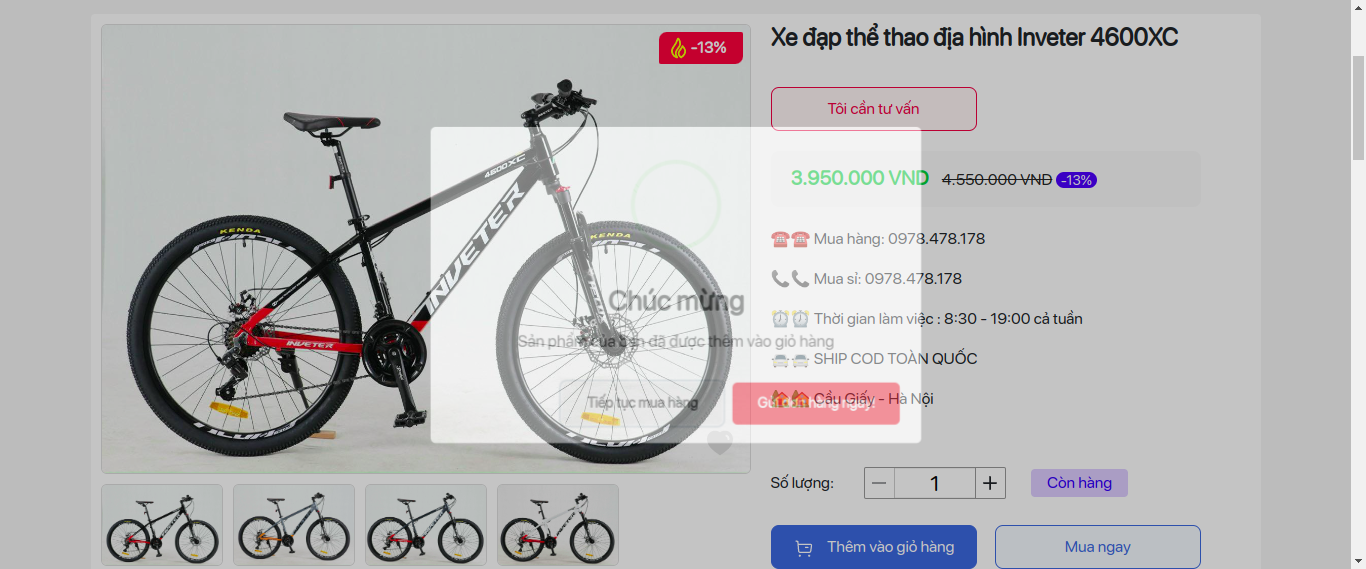 -13%
Xe đạp thể thao địa hình Inveter 4600XC
Tôi cần tư vấn
3.950.000 VND 4.550.000 VND -13%
☎️☎️ Mua hàng: 0978.478.178
📞📞 Mua sỉ: 0978.478.178
⏰⏰ Thời gian làm việc : 8:30 - 19:00 cả tuần
🚘🚘 SHIP COD TOÀN QUỐC
🏠🏠 Cầu Giấy - Hà Nội
Chúc mừng
Sản phẩm của bạn đã được thêm vào giỏ hàng
Tiếp tục mua hàng
Gửi đơn hàng ngay!
4600XC
INVETER
INVETER
KENDA
KENDA
Số lượng: 1 Còn hàng
Thêm vào giỏ hàng
Mua ngay